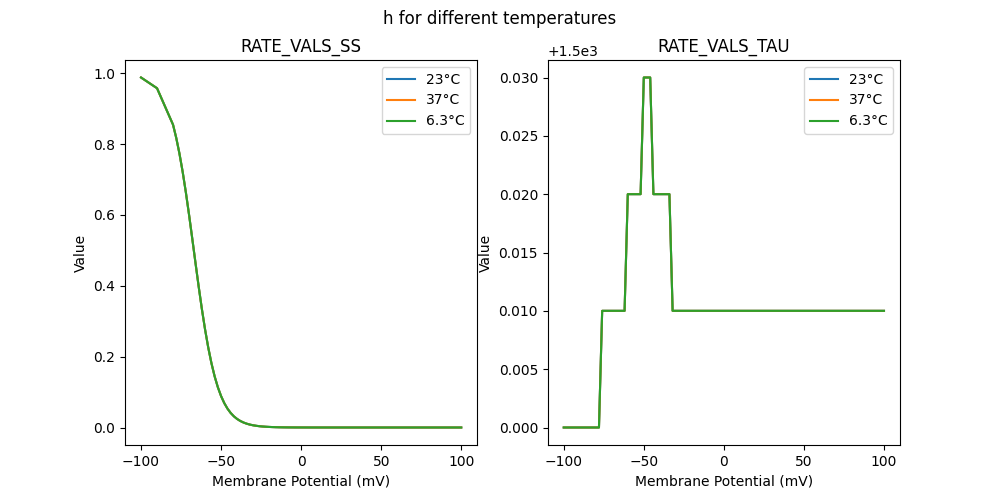 h for different temperatures
RATE_VALS_SS
1.0
0.8
0.6
0.4
0.2
0.0
Value
−100
−50
0
50
100
Membrane Potential (mV)
23°C
37°C
6.3°C
RATE_VALS_TAU
+1.5e3
0.030
0.025
0.020
0.015
0.010
0.005
0.000
Value
−100
−50
0
50
100
Membrane Potential (mV)
23°C
37°C
6.3°C